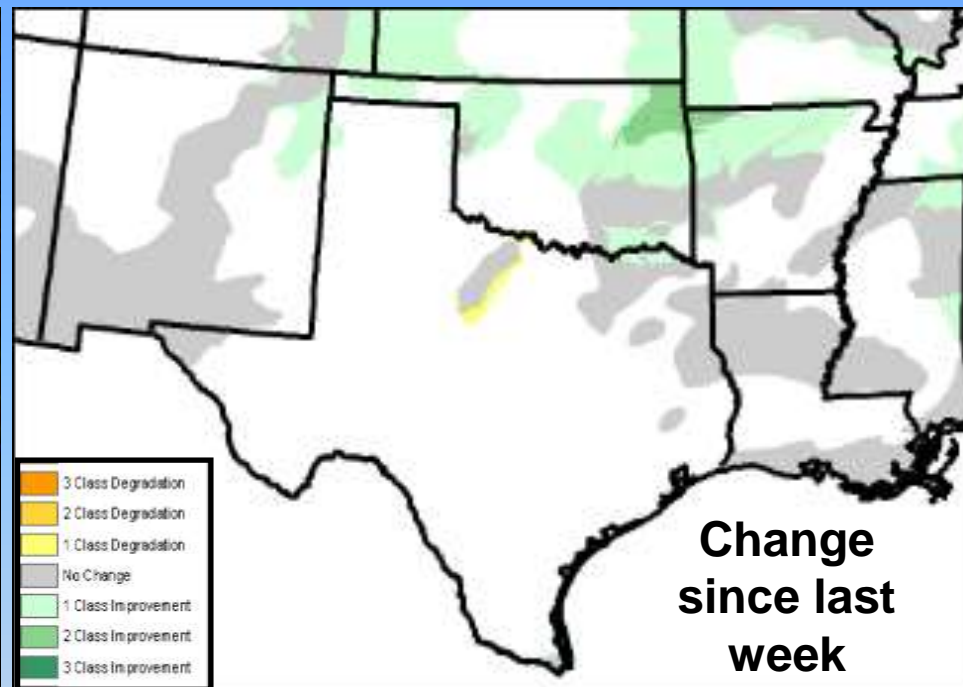 3 Class Degradation
2 Class Degradation
1 Class Degradation
No Change
1 Class Improvement
2 Class Improvement
3 Class Improvement
Change
since last
week